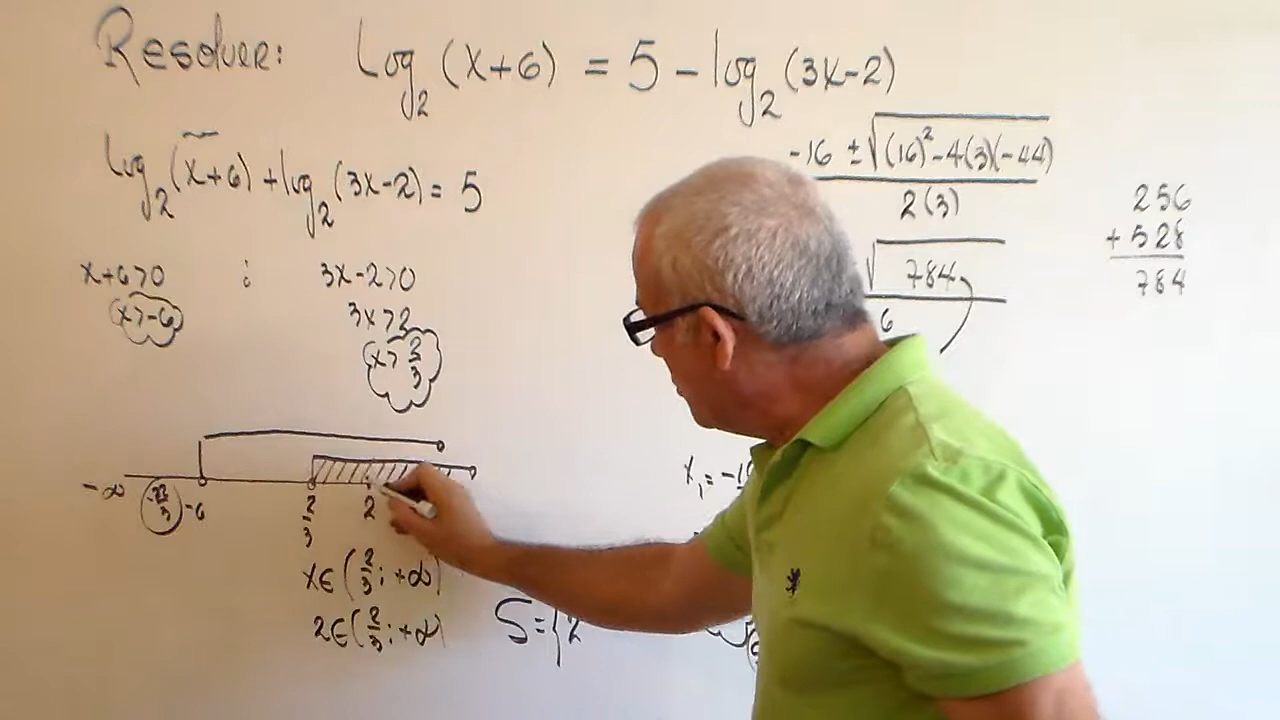 Resolver: Log₂(x+6) = 5 - log₂(3x-2)
log₂(x+6) + log₂(3x-2) = 5
x+6>0 ; 3x-2>0
x>-6
3x>2
x>2/3
-∞ -22/3 -6 2/3 2
x∈(2/3; +∞)
2∈(2/3; +∞)
S={2
-16 ±√(16)²-4(3)(-44)
2(3)
√784
6
256
+ 528
784
x₁=-1